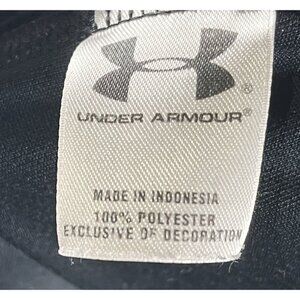 UNDER ARMOUR®
MADE IN INDONESIA
100% POLYESTER
EXCLUSIVE OF DECORATION